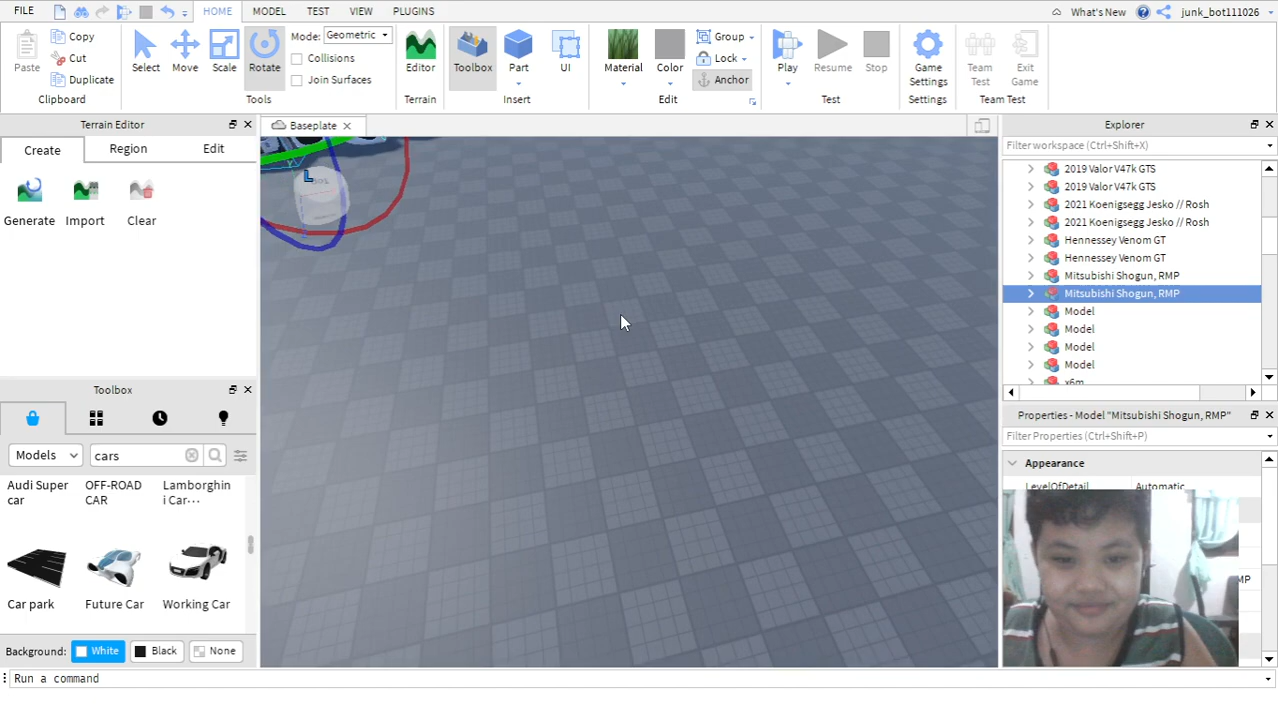 FILE HOME MODEL TEST VIEW PLUGINS What's New junk_bot111026
Paste Copy Cut Duplicate Clipboard
Select Move Scale Rotate Mode: Geometric Collisions Join Surfaces Tools
Editor Terrain
Toolbox Part UI Insert
Material Color Group Lock Anchor Edit
Play Resume Stop Test
Game Settings Settings
Team Test Exit Game Team Test
Terrain Editor
Create Region Edit
Generate Import Clear
Toolbox
Models cars
Audi Super car
OFF-ROAD CAR
Lamborghini Car...
Car park Future Car Working Car
Background: White Black None
Run a command
Baseplate
L
Explorer
Filter workspace (Ctrl+Shift+X)
2019 Valor V47k GTS
2019 Valor V47k GTS
2021 Koenigsegg Jesko // Rosh
2021 Koenigsegg Jesko // Rosh
Hennessey Venom GT
Hennessey Venom GT
Mitsubishi Shogun, RMP
Mitsubishi Shogun, RMP
Model
Model
Model
Model
x6m
Properties - Model "Mitsubishi Shogun, RMP"
Filter Properties (Ctrl+Shift+P)
Appearance
LevelOfDetail Automatic
MP